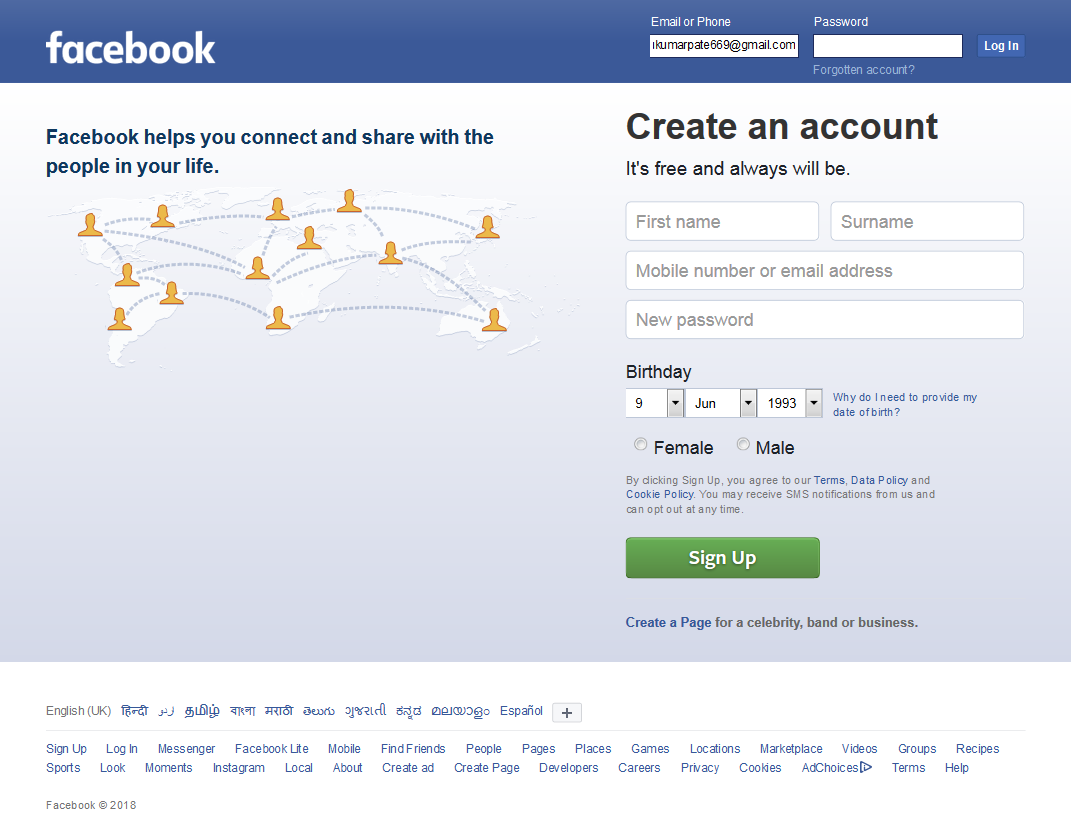 facebook
Email or Phone
Password
ıkumarpate669@gmail.com
Log In
Forgotten account?
Facebook helps you connect and share with the
people in your life.
Create an account
It's free and always will be.
First name
Surname
Mobile number or email address
New password
Birthday
9
Jun
1993
Why do I need to provide my
date of birth?
Female
Male
By clicking Sign Up, you agree to our Terms, Data Policy and
Cookie Policy. You may receive SMS notifications from us and
can opt out at any time.
Sign Up
Create a Page for a celebrity, band or business.
English (UK) हिन्दी اردو தமிழ் বাংলা मराठी తెలుగు ગુજરાતી ಕನ್ನಡ മലയാളം Español +
Sign Up Log In Messenger Facebook Lite Mobile Find Friends People Pages Places Games Locations Marketplace Videos Groups Recipes
Sports Look Moments Instagram Local About Create ad Create Page Developers Careers Privacy Cookies AdChoices Terms Help
Facebook © 2018